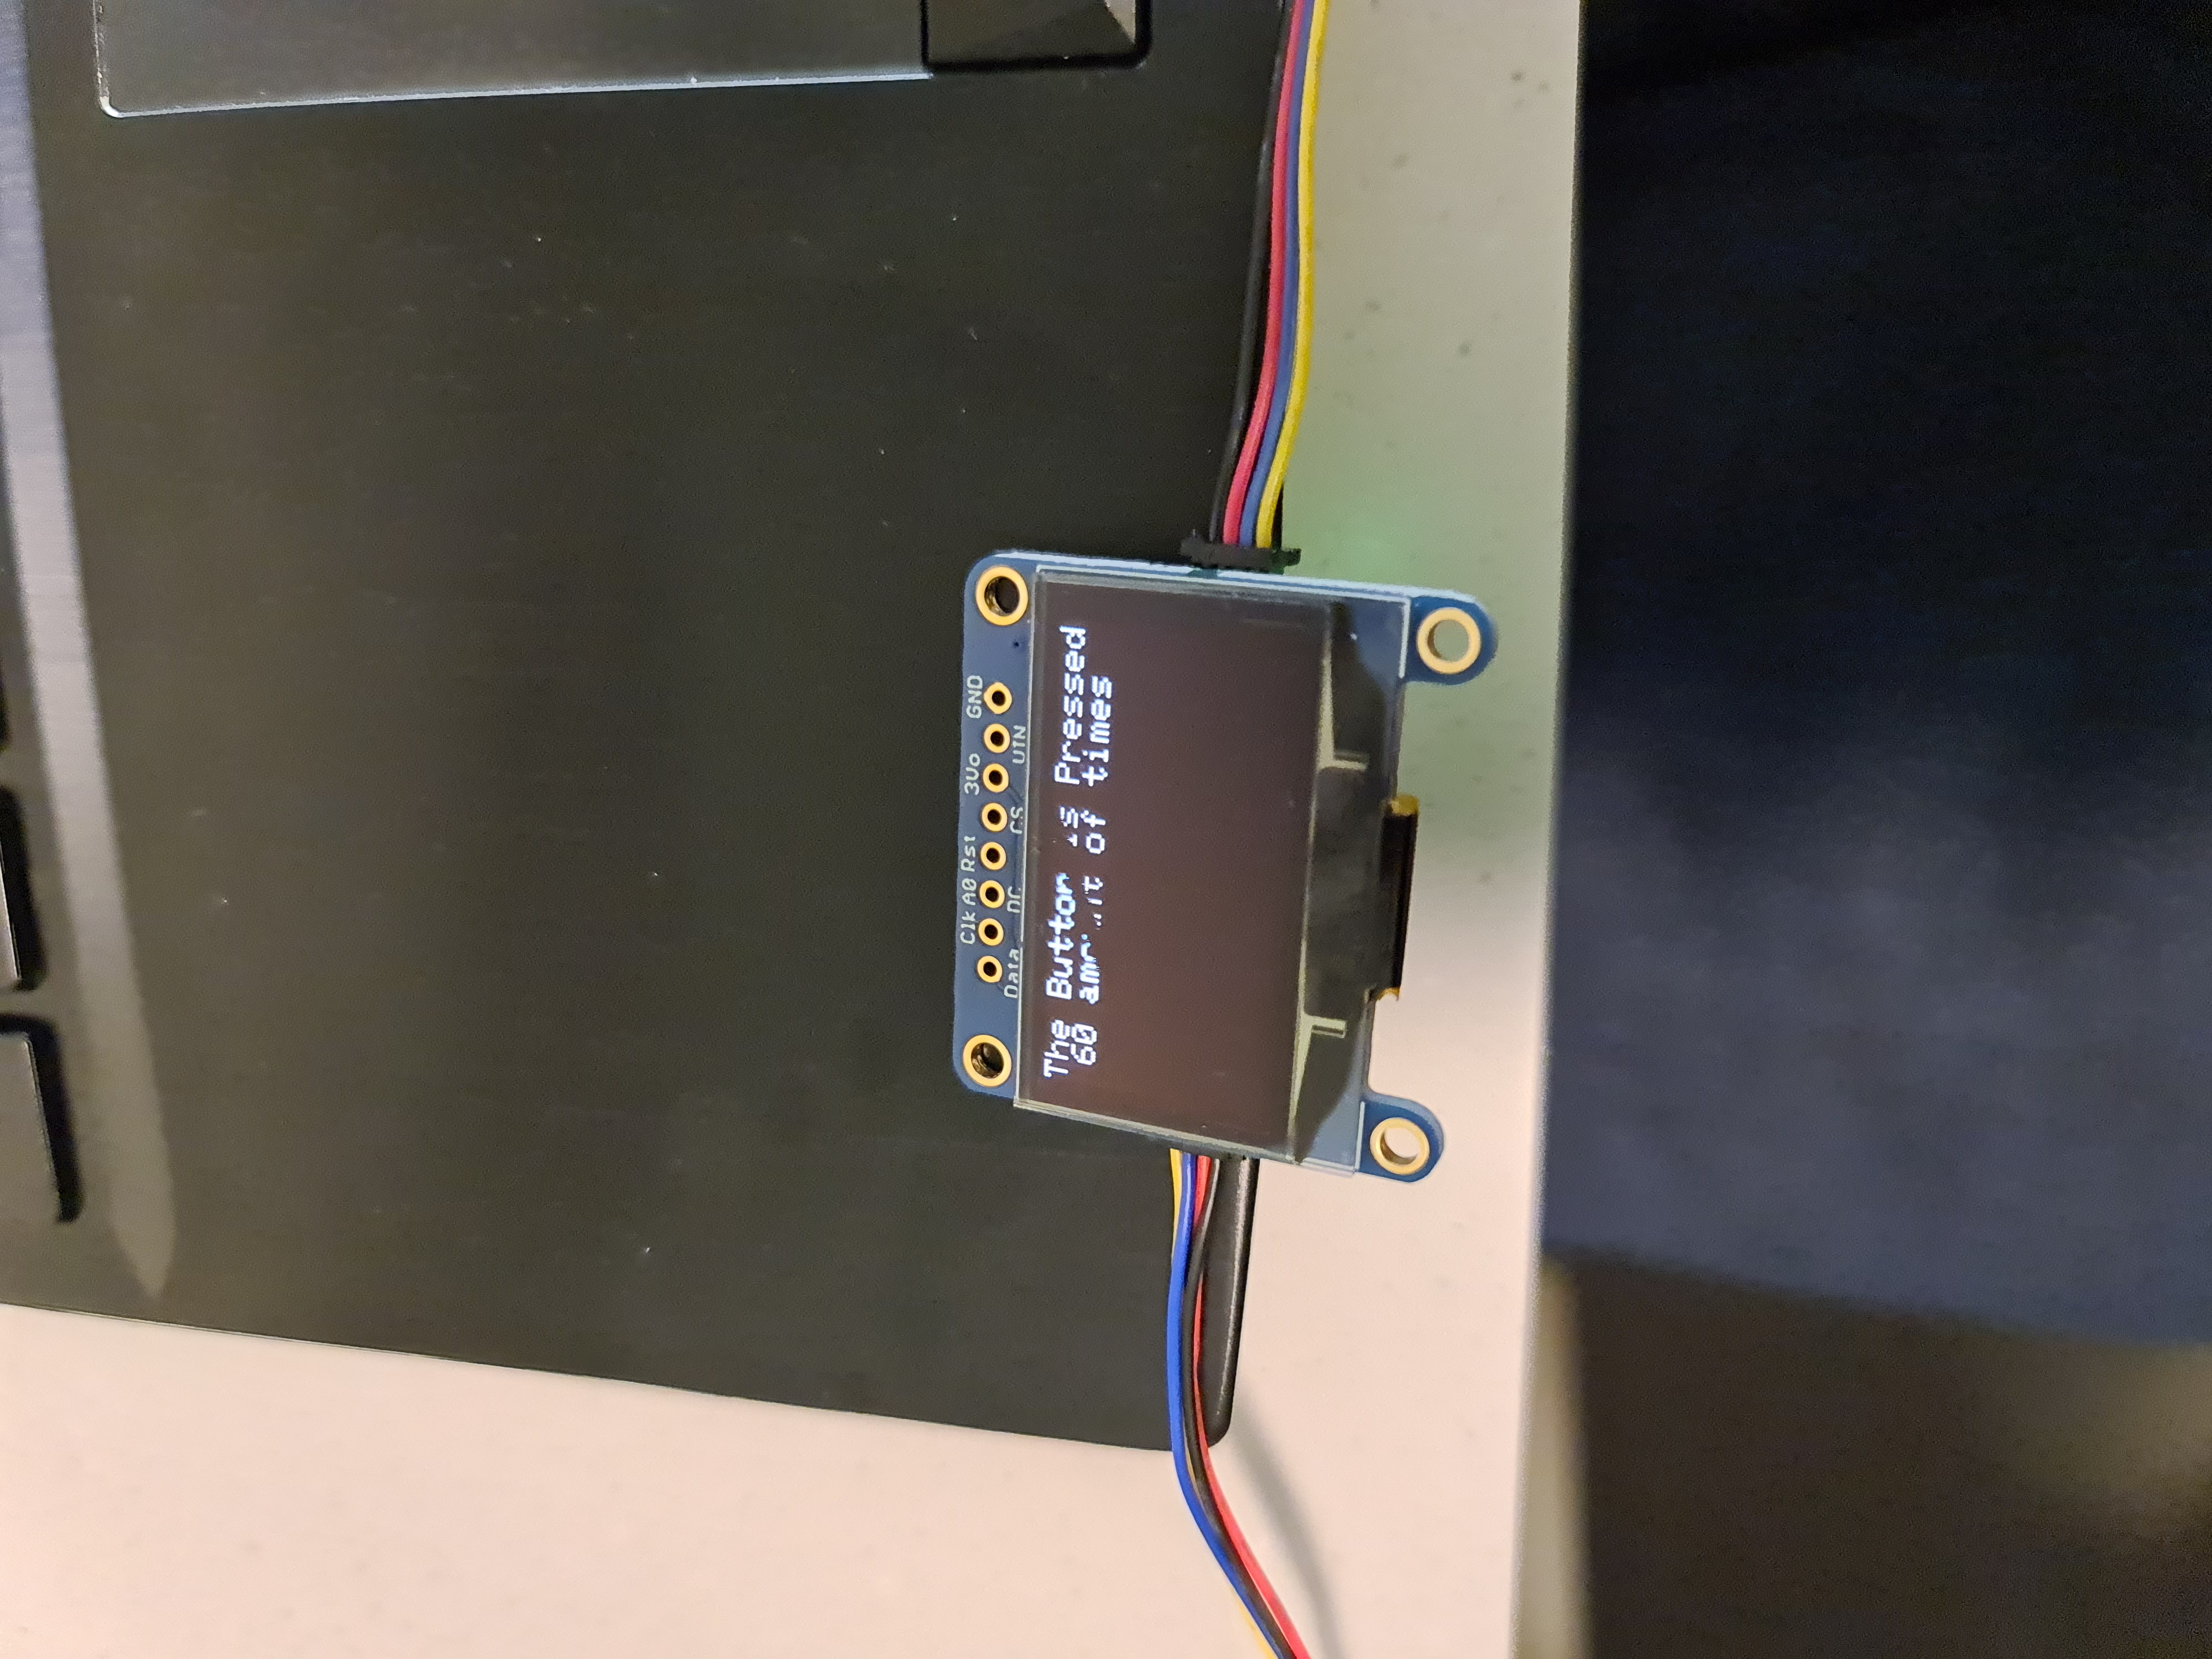 Clk A0 Rst 3Vo GND
Data DC CS VIN
The Button is Pressed
60 amount of times